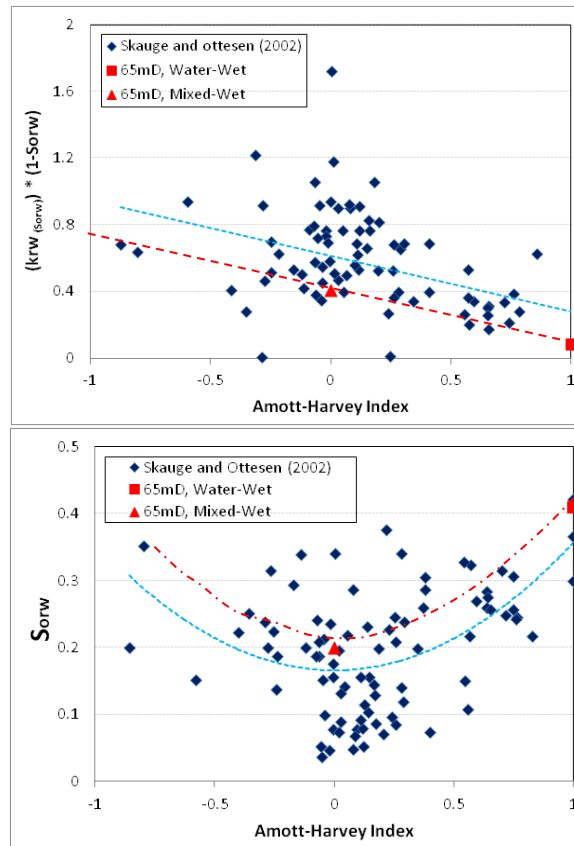 2
1.6
1.2
0.8
0.4
0
(krw (Sorw)) * (1-Sorw)
Skauge and ottesen (2002)
65mD, Water-Wet
65mD, Mixed-Wet
-1 -0.5 0 0.5 1
Amott-Harvey Index
0.5
0.4
0.3
0.2
0.1
0
Sorw
Skauge and Ottesen (2002)
65mD, Water-Wet
65mD, Mixed-Wet
-1 -0.5 0 0.5 1
Amott-Harvey Index